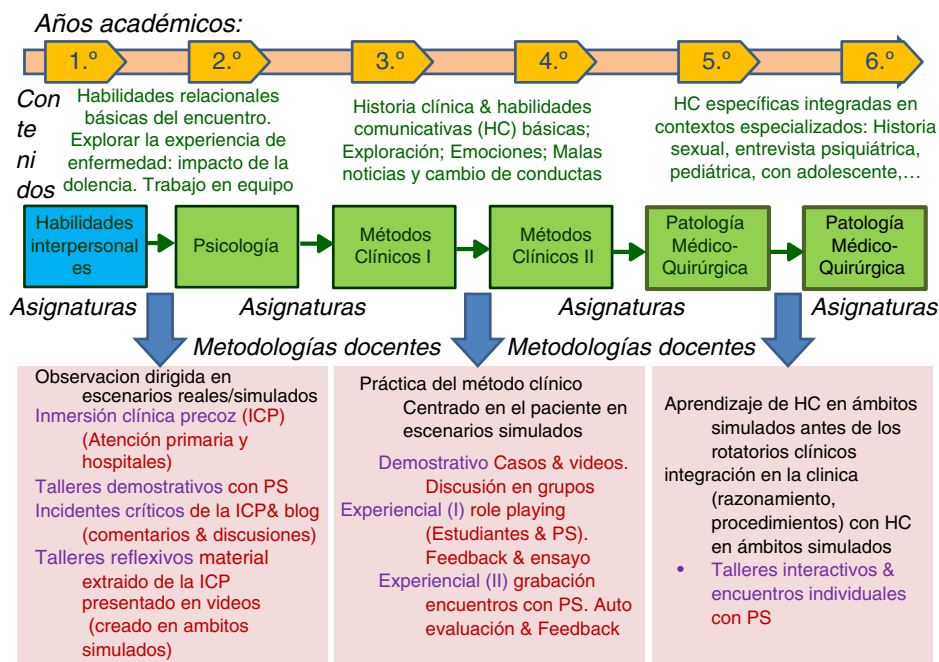 Años académicos:
1.º
2.º
3.º
4.º
5.º
6.º
Con
te
ni
dos
Habilidades relacionales
básicas del encuentro.
Explorar la experiencia de
enfermedad: impacto de la
dolencia. Trabajo en equipo
Historia clínica & habilidades
comunicativas (HC) básicas;
Exploración; Emociones; Malas
noticias y cambio de conductas
HC específicas integradas en
contextos especializados: Historia
sexual, entrevista psiquiátrica,
pediátrica, con adolescente,...
Habilidades
interpersonal
es
Psicología
Métodos
Clínicos I
Métodos
Clínicos II
Patología
Médico-
Quirúrgica
Patología
Médico-
Quirúrgica
Asignaturas
Asignaturas
Asignaturas
Asignaturas
Metodologías docentes
Metodologías docentes
Observacion dirigida en
escenarios reales/simulados
Inmersión clínica precoz (ICP)
(Atención primaria y
hospitales)
Talleres demostrativos con PS
Incidentes críticos de la ICP& blog
(comentarios & discusiones)
Talleres reflexivos material
extraido de la ICP
presentado en videos
(creado en ambitos
simulados)
Práctica del método clínico
Centrado en el paciente en
escenarios simulados
Demostrativo Casos & videos.
Discusión en grupos
Experiencial (I) role playing
(Estudiantes & PS).
Feedback & ensayo
Experiencial (II) grabación
encuentros con PS. Auto
evaluación & Feedback
Aprendizaje de HC en ámbitos
simulados antes de los
rotatorios clínicos
integración en la clinica
(razonamiento,
procedimientos) con HC
en ámbitos simulados
• Talleres interactivos &
encuentros individuales
con PS